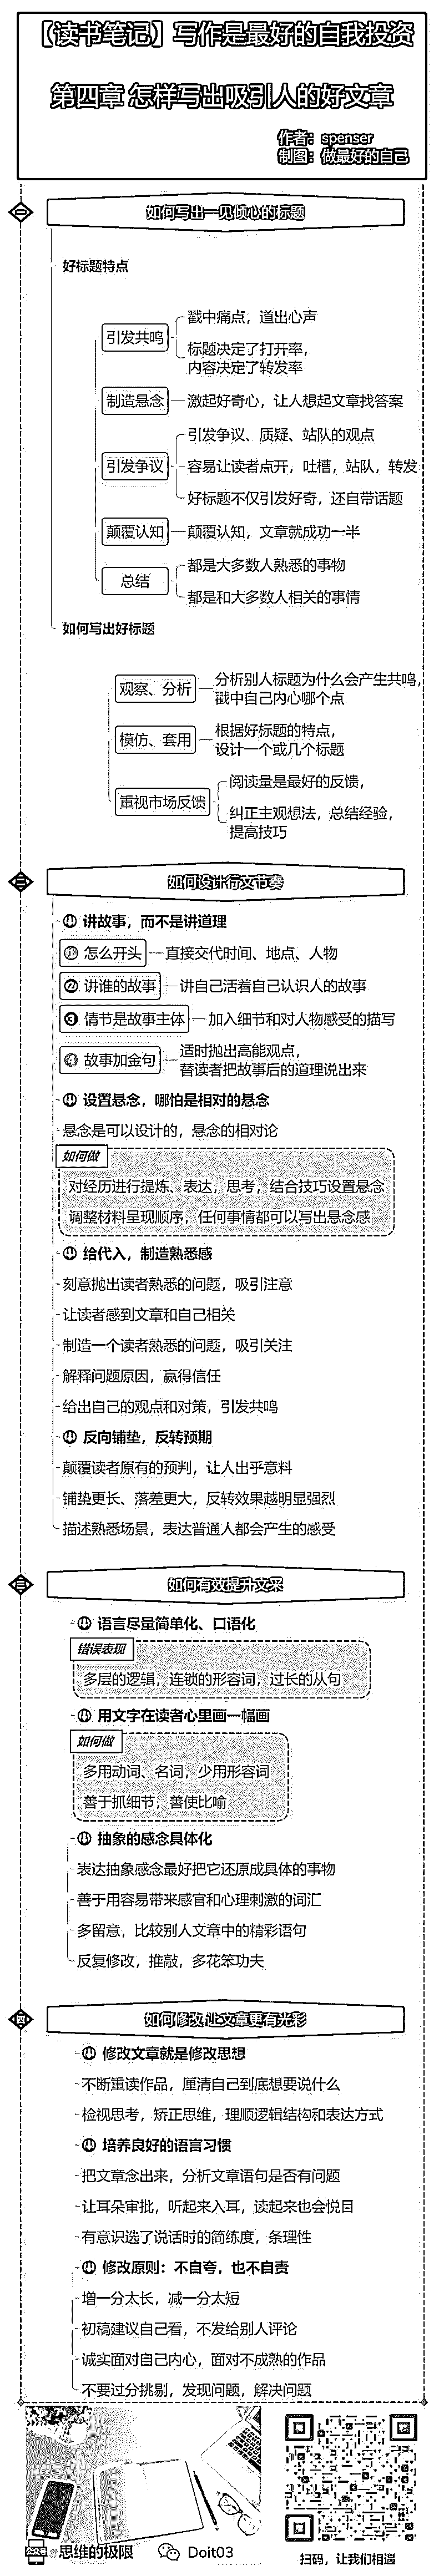 【读书笔记】写作是最好的自我投资
第四章 怎样写出吸引人的好文章
作者：spenser
制图：做最好的自己
一
如何写出一见倾心的标题
好标题特点
引发共鸣
戳中痛点，道出心声
标题决定了打开率，
内容决定了转发率
制造悬念
激起好奇心，让人想起文章找答案
引发争议
引发争议、质疑、站队的观点
容易让读者点开，吐槽，站队，转发
好标题不仅引发好奇，还自带话题
颠覆认知
颠覆认知，文章就成功一半
总结
都是大多数人熟悉的事物
都是和大多数人相关的事情
如何写出好标题
观察、分析
分析别人标题为什么会产生共鸣，
戳中自己内心哪个点
模仿、套用
根据好标题的特点，
设计一个或几个标题
重视市场反馈
阅读量是最好的反馈，
纠正主观想法，总结经验，
提高技巧
二
如何设计行文节奏
讲故事，而不是讲道理
怎么开头
直接交代时间、地点、人物
2 讲谁的故事
讲自己活着自己认识人的故事
3 情节是故事主体
加入细节和对人物感受的描写
4 故事加金句
适时抛出高能观点，
替读者把故事后的道理说出来
设置悬念，哪怕是相对的悬念
悬念是可以设计的，悬念的相对论
如何做
对经历进行提炼、表达，思考，结合技巧设置悬念
调整材料呈现顺序，任何事情都可以写出悬念感
给代入，制造熟悉感
刻意抛出读者熟悉的问题，吸引注意
让读者感到文章和自己相关
制造一个读者熟悉的问题，吸引关注
解释问题原因，赢得信任
给出自己的观点和对策，引发共鸣
反向铺垫，反转预期
颠覆读者原有的预判，让人出乎意料
铺垫更长、落差更大，反转效果越明显强烈
描述熟悉场景，表达普通人都会产生的感受
三
如何有效提升文采
语言尽量简单化、口语化
错误表现
多层的逻辑，连锁的形容词，过长的从句
用文字在读者心里画一幅画
如何做
多用动词、名词，少用形容词
善于抓细节，善使比喻
抽象的感念具体化
表达抽象感念最好把它还原成具体的事物
善于用容易带来感官和心理刺激的词汇
多留意，比较别人文章中的精彩语句
反复修改，推敲，多花笨功夫
四
如何修改 让文章更有光彩
修改文章就是修改思想
不断重读作品，厘清自己到底想要说什么
检视思考，矫正思维，理顺逻辑结构和表达方式
培养良好的语言习惯
把文章念出来，分析文章语句是否有问题
让耳朵审批，听起来入耳，读起来也会悦目
有意识选了说话时的简练度，条理性
修改原则：不自夸，也不自责
增一分太长，减一分太短
初稿建议自己看，不发给别人评论
诚实面对自己内心，面对不成熟的作品
不要过分挑剔，发现问题，解决问题
思维的极限
Doit03
扫码，让我们相遇